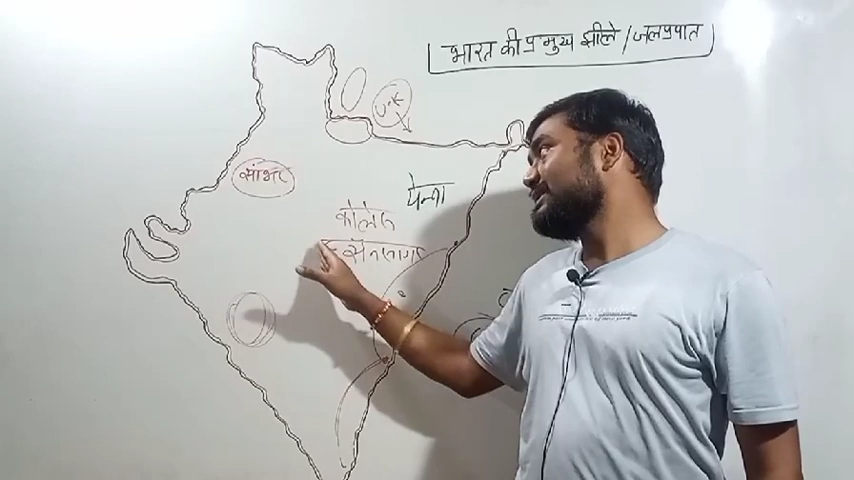 भारत की प्रमुख झीले / जलप्रपात
U.K
सांभर
पेन्ना
कोलेरू